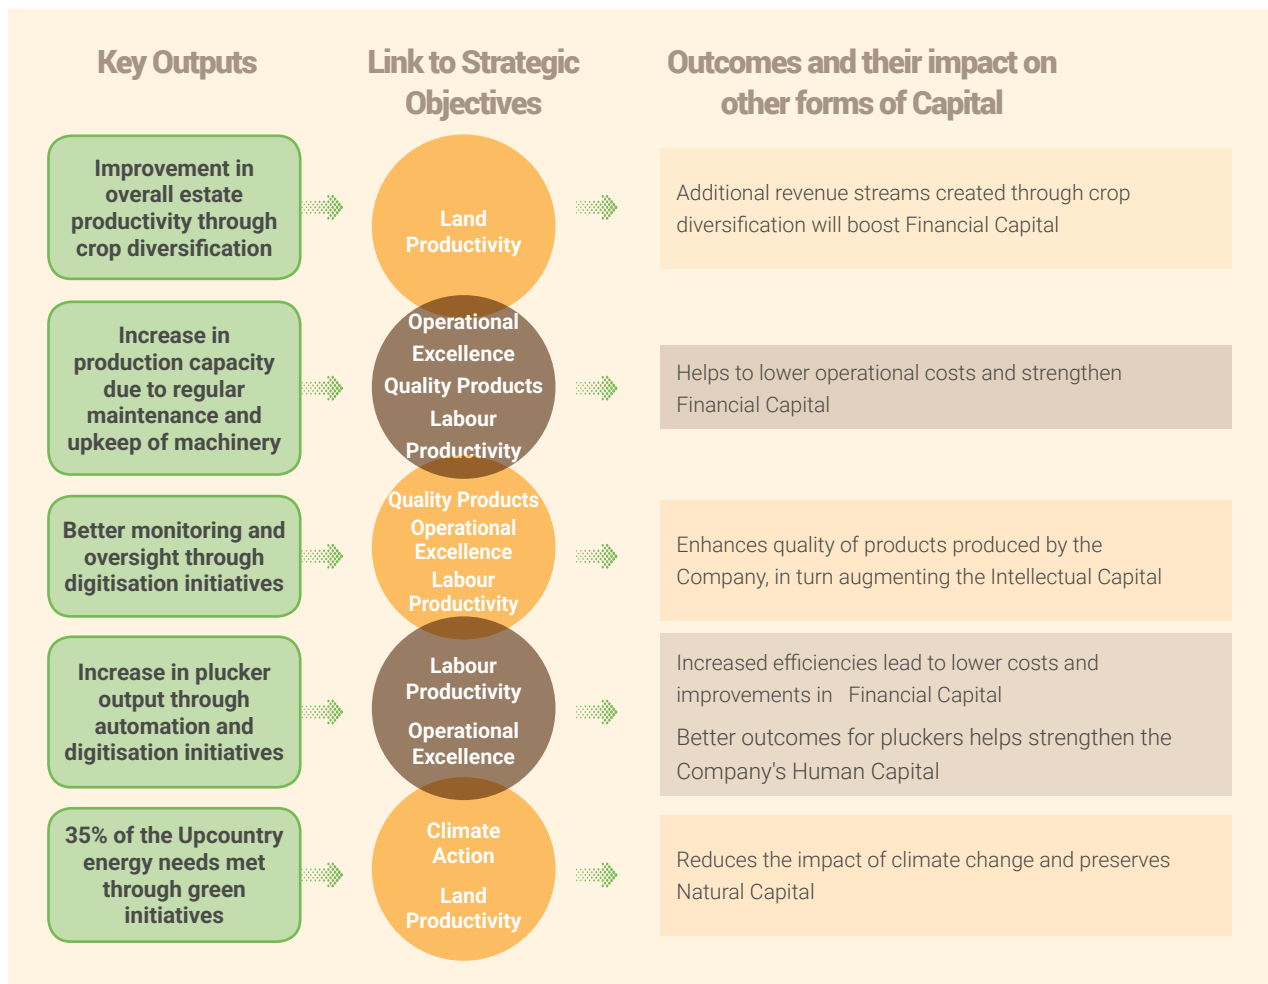 Key Outputs
Link to Strategic
Objectives
Outcomes and their impact on
other forms of Capital
Improvement in
overall estate
productivity through
crop diversification
Land
Productivity
Additional revenue streams created through crop
diversification will boost Financial Capital
Increase in
production capacity
due to regular
maintenance and
upkeep of machinery
Operational
Excellence
Quality Products
Labour
Productivity
Helps to lower operational costs and strengthen
Financial Capital
Better monitoring and
oversight through
digitisation initiatives
Quality Products
Operational
Excellence
Labour
Productivity
Enhances quality of products produced by the
Company, in turn augmenting the Intellectual Capital
Increase in plucker
output through
automation and
digitisation initiatives
Labour
Productivity
Operational
Excellence
Increased efficiencies lead to lower costs and
improvements in Financial Capital
Better outcomes for pluckers helps strengthen the
Company's Human Capital
35% of the Upcountry
energy needs met
through green
initiatives
Climate
Action
Land
Productivity
Reduces the impact of climate change and preserves
Natural Capital